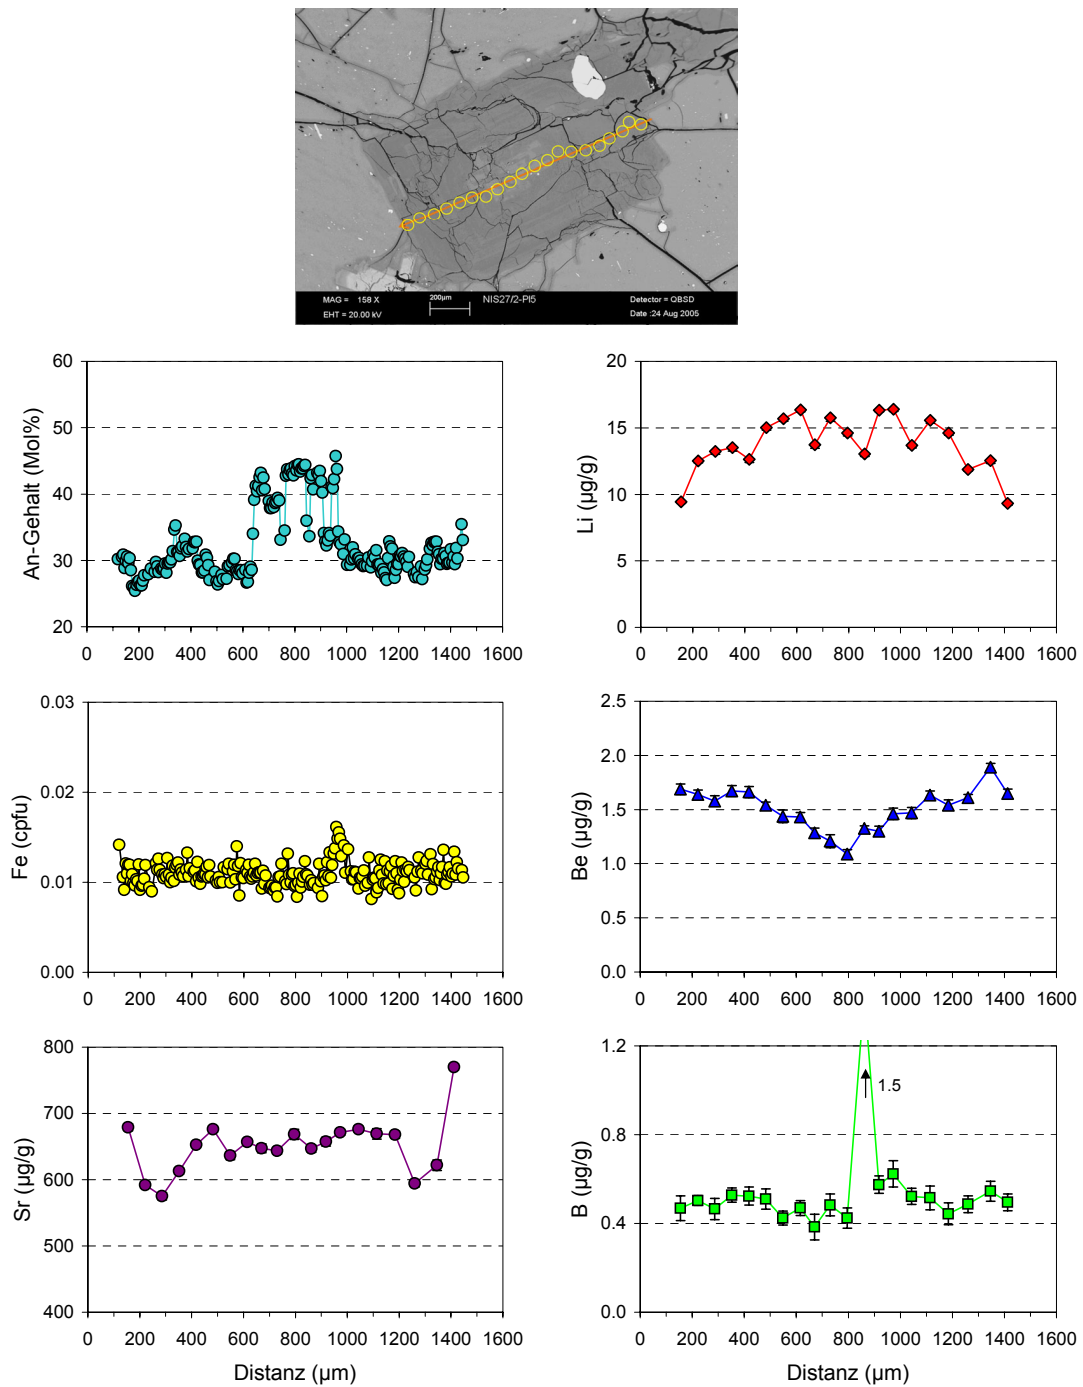 MAG = 158 X
200µm
NIS27/2-PI5
Detector = QBSD
EHT = 20.00 kV
Date :24 Aug 2005
An-Gehalt (Mol%)
60
50
40
30
20
0 200 400 600 800 1000 1200 1400 1600
Li (µg/g)
20
15
10
5
0
0 200 400 600 800 1000 1200 1400 1600
Fe (cpfu)
0.03
0.02
0.01
0.00
0 200 400 600 800 1000 1200 1400 1600
Be (µg/g)
2.5
2.0
1.5
1.0
0.5
0.0
0 200 400 600 800 1000 1200 1400 1600
Sr (µg/g)
800
700
600
500
400
0 200 400 600 800 1000 1200 1400 1600
Distanz (µm)
B (µg/g)
1.2
0.8
0.4
0.0
1.5
0 200 400 600 800 1000 1200 1400 1600
Distanz (µm)